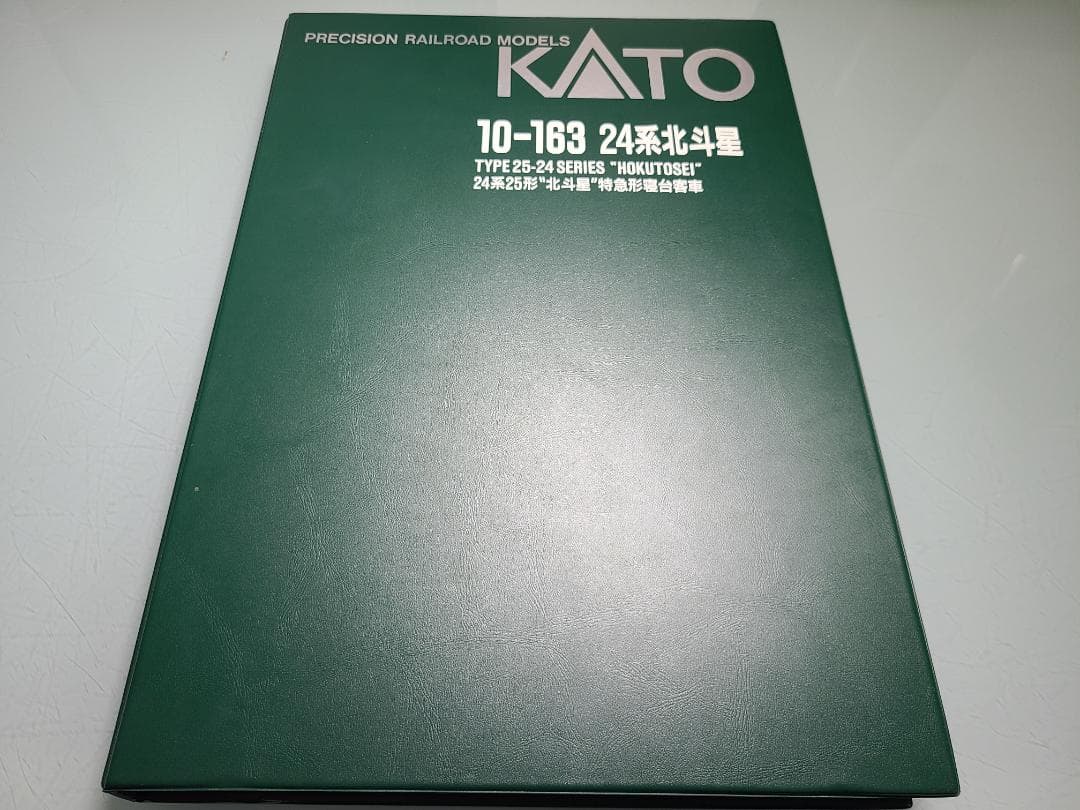 PRECISION RAILROAD MODELS
KATO
10-163 24系北斗星
TYPE 25-24 SERIES "HOKUTOSEI"
24系25形"北斗星"特急形寝台客車